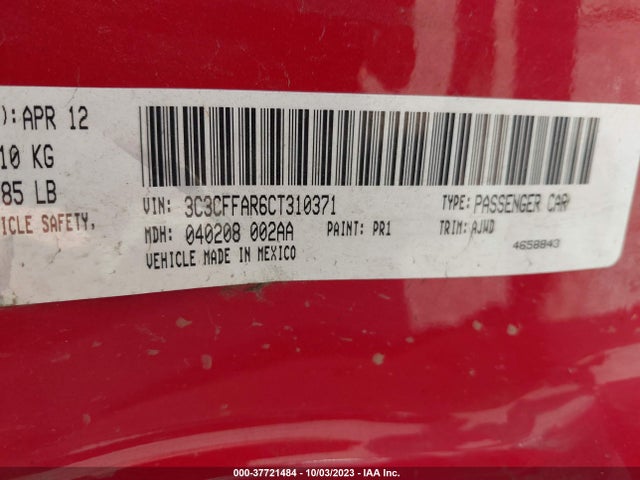 ): APR 12
10 KG
85 LB
ICLE SAFETY,
VIN: 3C3CFFAR6CT310371 TYPE: PASSENGER CAR
MDH: 040208 002AA PAINT: PR1 TRIM: AJWD
VEHICLE MADE IN MEXICO 4658843
000-37721484 - 10/03/2023 - IAA Inc.